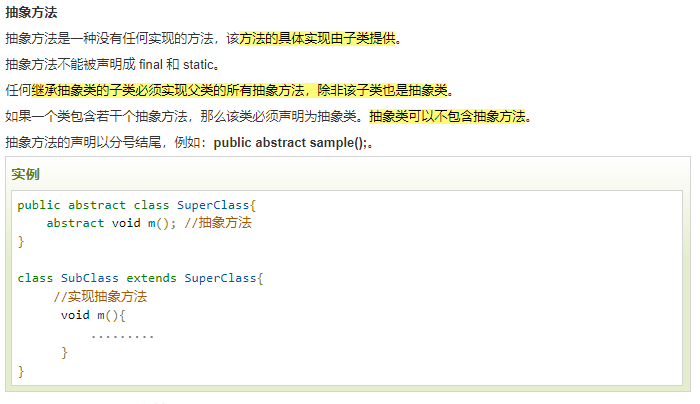 抽象方法
抽象方法是一种没有任何实现的方法，该方法的具体实现由子类提供。
抽象方法不能被声明成 final 和 static。
任何继承抽象类的子类必须实现父类的所有抽象方法，除非该子类也是抽象类。
如果一个类包含若干个抽象方法，那么该类必须声明为抽象类。抽象类可以不包含抽象方法。
抽象方法的声明以分号结尾，例如：public abstract sample();。
实例
public abstract class SuperClass{
    abstract void m(); //抽象方法
}
class SubClass extends SuperClass{
     //实现抽象方法
      void m(){
          .........
      }
}